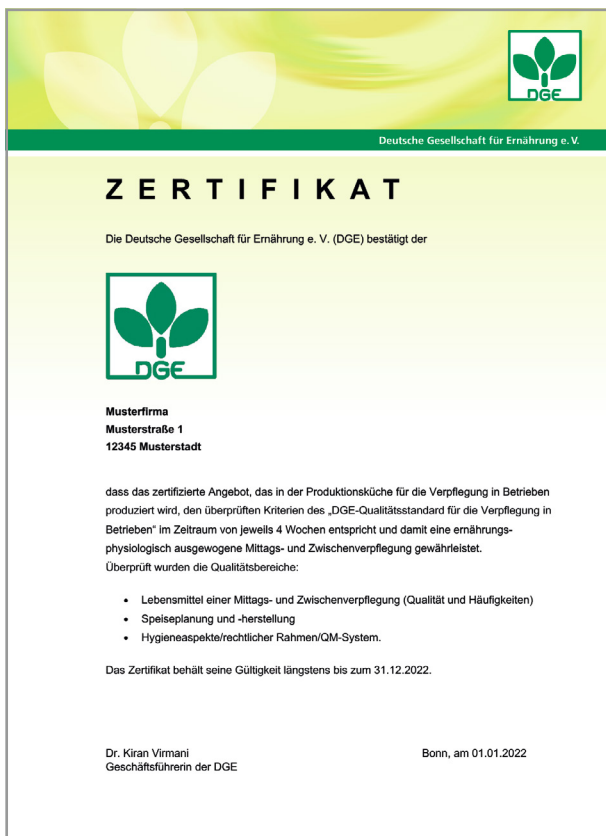 DGE
Deutsche Gesellschaft für Ernährung e. V.
ZERTIFIKAT
Die Deutsche Gesellschaft für Ernährung e. V. (DGE) bestätigt der
DGE
Musterfirma
Musterstraße 1
12345 Musterstadt
dass das zertifizierte Angebot, das in der Produktionsküche für die Verpflegung in Betrieben
produziert wird, den überprüften Kriterien des „DGE-Qualitätsstandard für die Verpflegung in
Betrieben“ im Zeitraum von jeweils 4 Wochen entspricht und damit eine ernährungs-
physiologisch ausgewogene Mittags- und Zwischenverpflegung gewährleistet.
Überprüft wurden die Qualitätsbereiche:
• Lebensmittel einer Mittags- und Zwischenverpflegung (Qualität und Häufigkeiten)
• Speiseplanung und -herstellung
• Hygieneaspekte/rechtlicher Rahmen/QM-System.
Das Zertifikat behält seine Gültigkeit längstens bis zum 31.12.2022.
Dr. Kiran Virmani
Geschäftsführerin der DGE
Bonn, am 01.01.2022